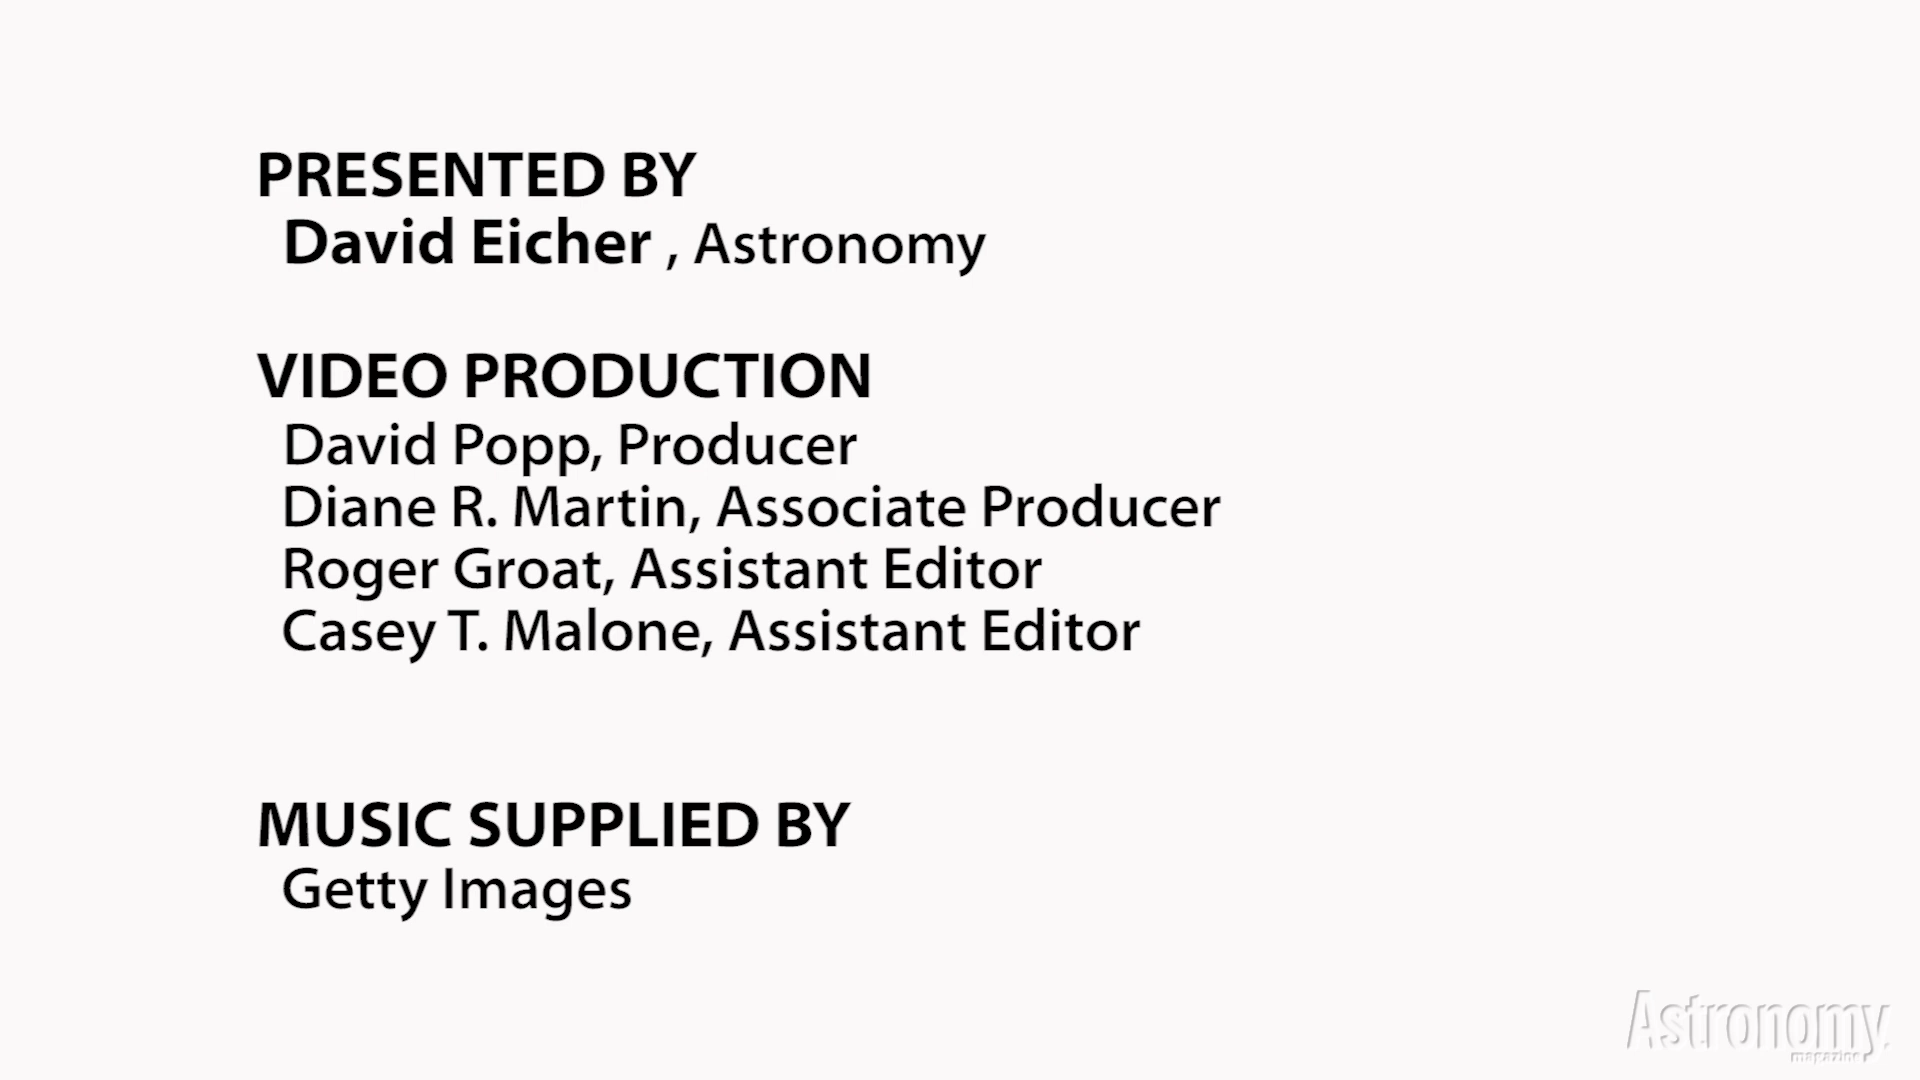 PRESENTED BY
David Eicher , Astronomy
VIDEO PRODUCTION
David Popp, Producer
Diane R. Martin, Associate Producer
Roger Groat, Assistant Editor
Casey T. Malone, Assistant Editor
MUSIC SUPPLIED BY
Getty Images
Astronomy
magazine